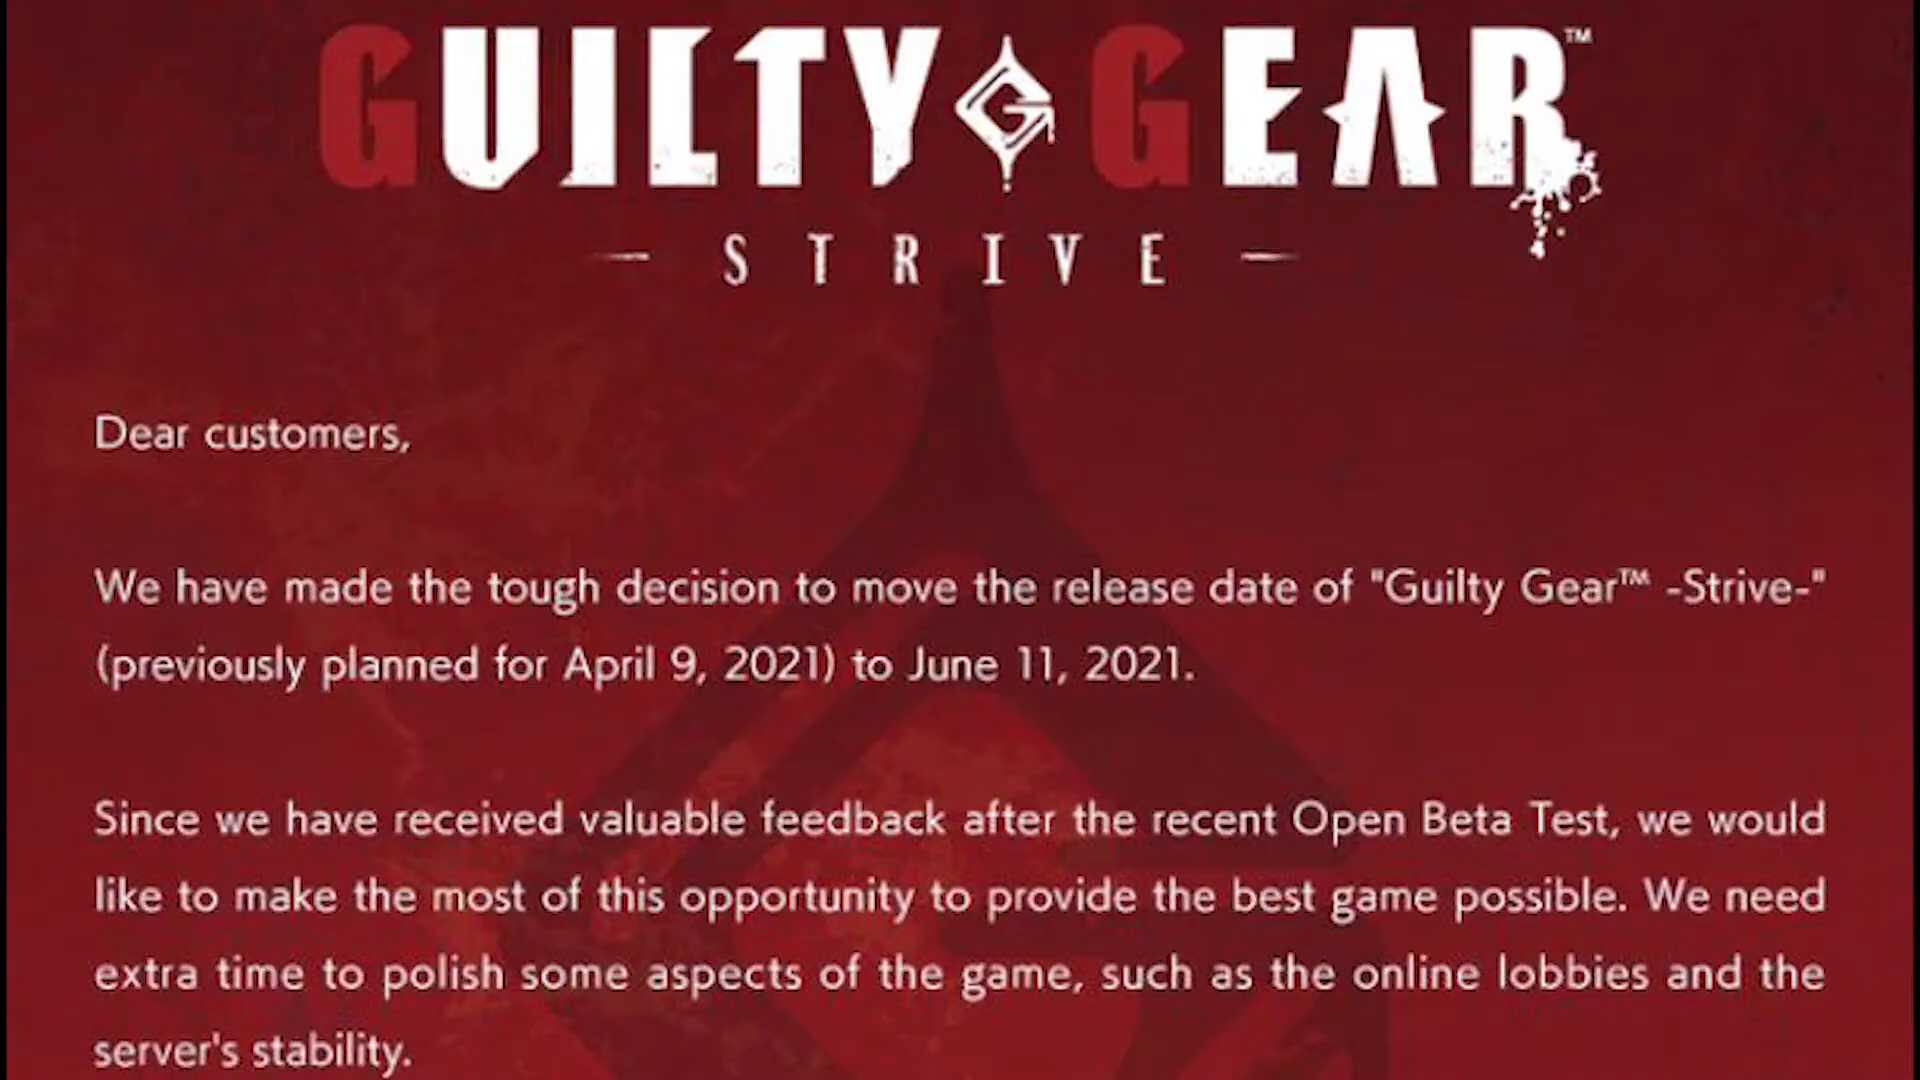 GUILTY GEAR™
– STRIVE –
Dear customers,
We have made the tough decision to move the release date of "Guilty Gear™ -Strive-"
(previously planned for April 9, 2021) to June 11, 2021.
Since we have received valuable feedback after the recent Open Beta Test, we would
like to make the most of this opportunity to provide the best game possible. We need
extra time to polish some aspects of the game, such as the online lobbies and the
server's stability.